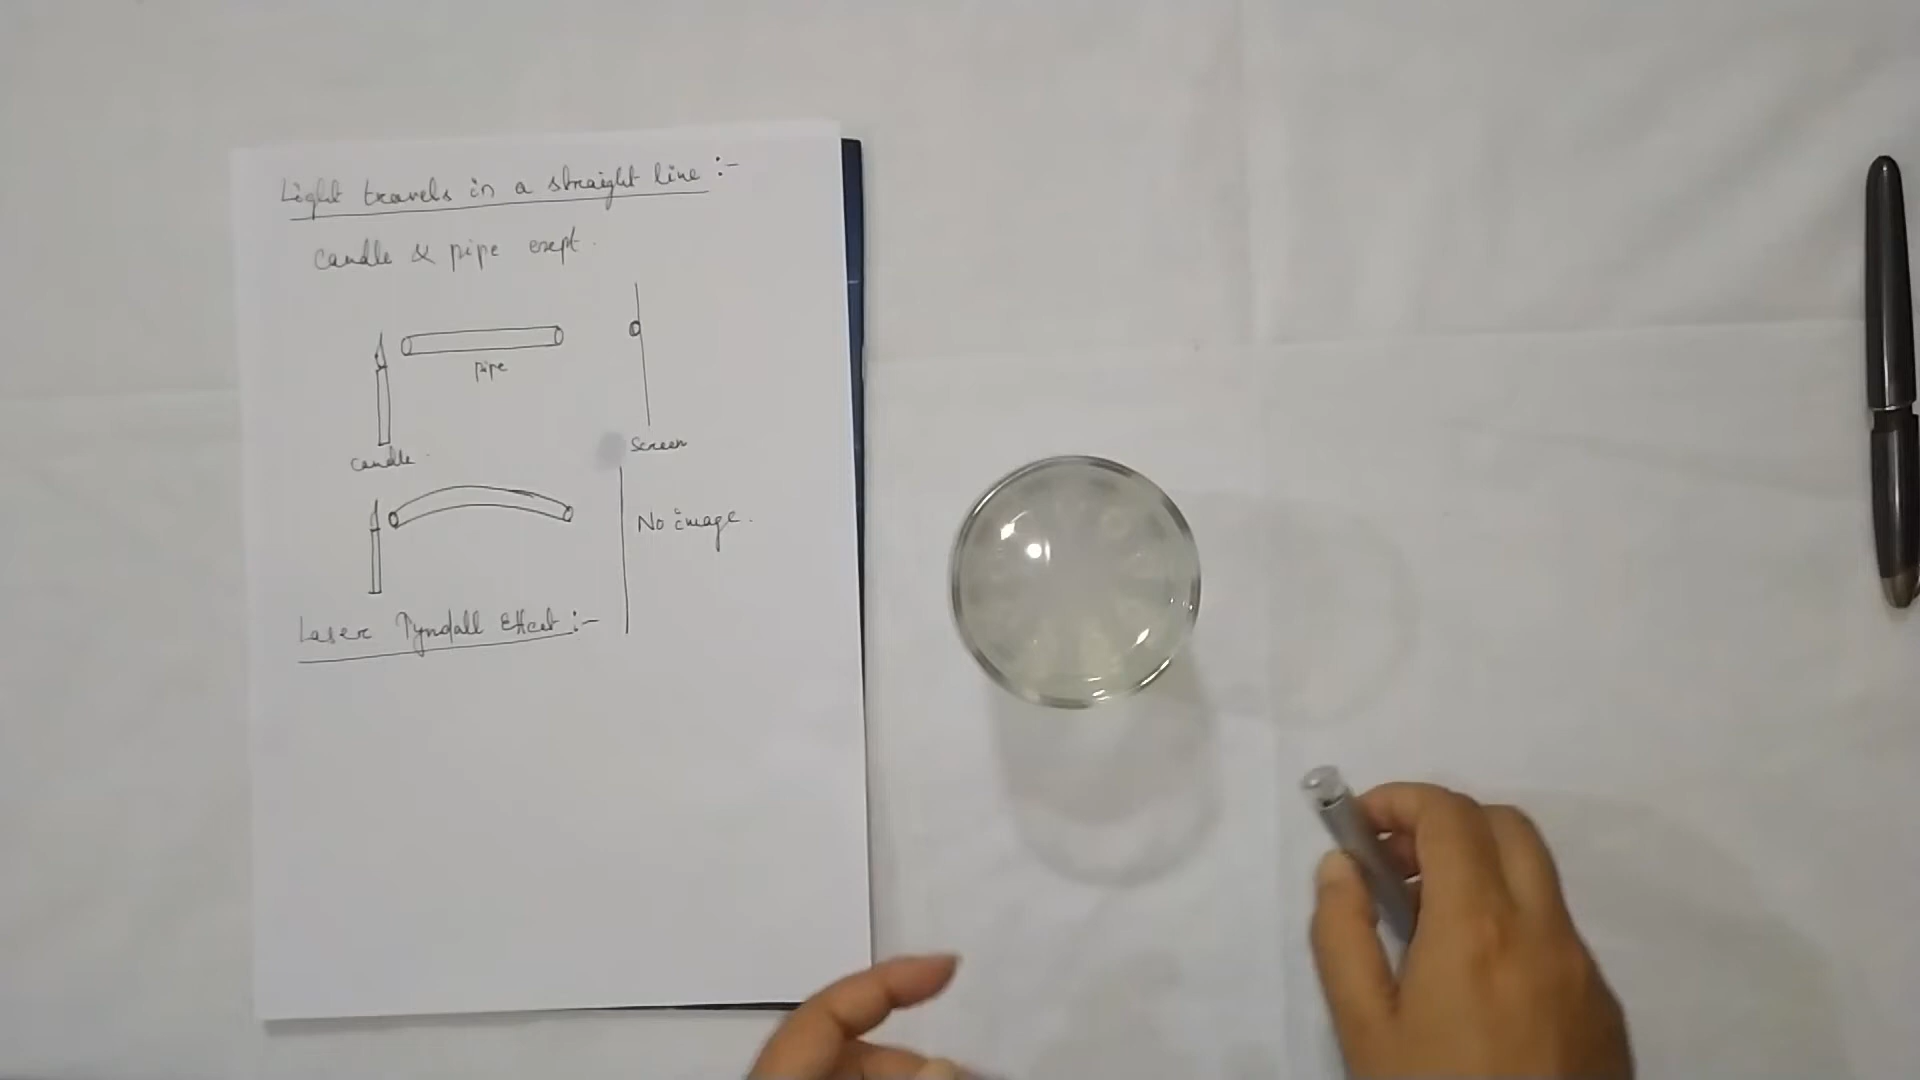 Light travels in a straight line :-
Candle & pipe expt.
pipe
Screen
Candle.
No image.
Laser Tyndall Effect :-